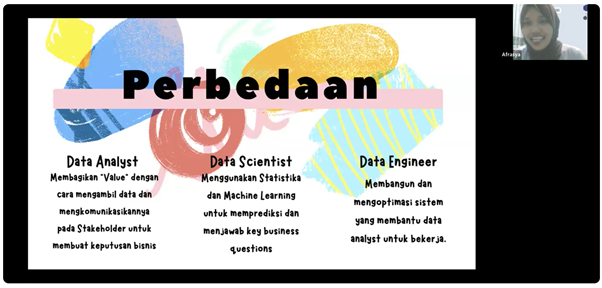 Perbedaan
Data Analyst
Membagikan "Value" dengan
cara mengambil data dan
mengkomunikasikannya
pada Stakeholder untuk
membuat keputusan bisnis
Data Scientist
Menggunakan Statistika
dan Machine Learning
untuk memprediksi dan
menjawab key business
questions
Data Engineer
Membangun dan
mengoptimasi sistem
yang membantu data
analyst untuk bekerja.
Afrasya